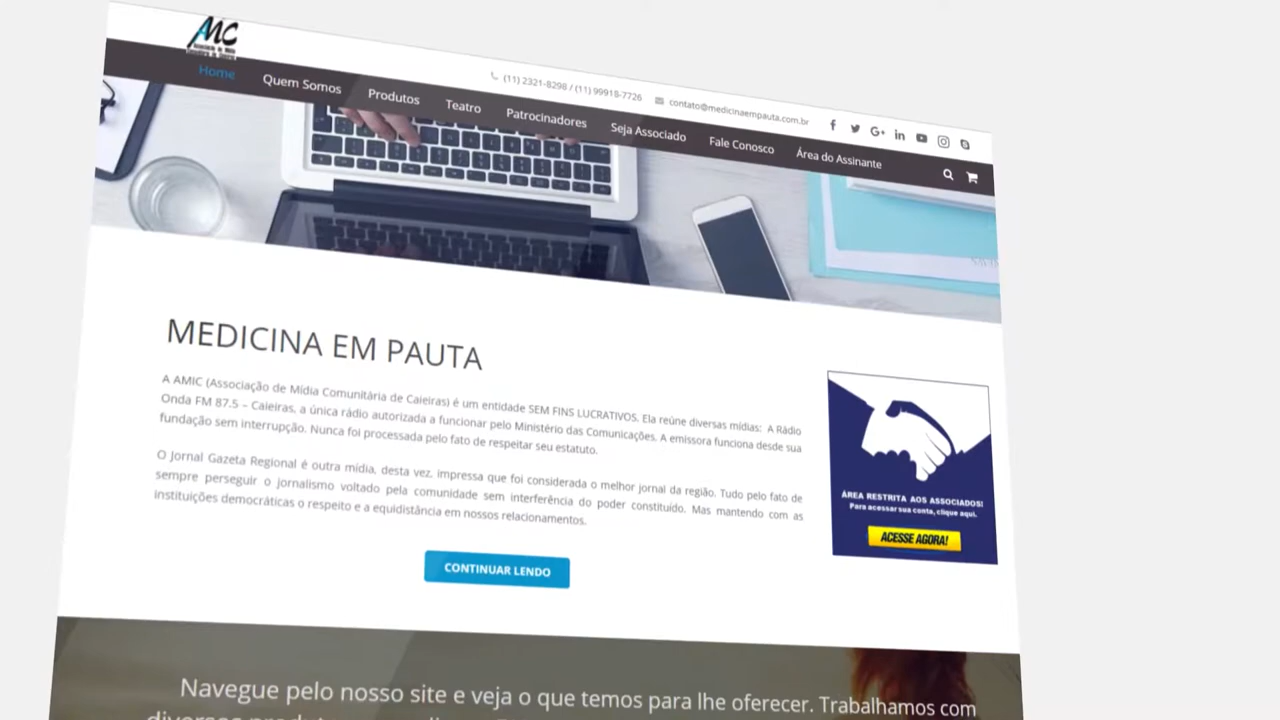 AMC
(11) 2321-8298 / (11) 99918-7726
contato@medicinaempauta.com.br
Home
Quem Somos
Produtos
Teatro
Patrocinadores
Seja Associado
Fale Conosco
Área do Assinante
MEDICINA EM PAUTA
A AMIC (Associação de Mídia Comunitária de Caieiras) é um entidade SEM FINS LUCRATIVOS. Ela reúne diversas mídias: A Rádio
Onda FM 87.5 – Caieiras, a única rádio autorizada a funcionar pelo Ministério das Comunicações. A emissora funciona desde sua
fundação sem interrupção. Nunca foi processada pelo fato de respeitar seu estatuto.
O Jornal Gazeta Regional é outra mídia, desta vez, impressa que foi considerada o melhor jornal da região. Tudo pelo fato de
sempre perseguir o jornalismo voltado pela comunidade sem interferência do poder constituído. Mas mantendo com as
instituições democráticas o respeito e a equidistância em nossos relacionamentos.
CONTINUAR LENDO
ÁREA RESTRITA AOS ASSOCIADOS!
Para acessar sua conta, clique aqui.
ACESSE AGORA!
Navegue pelo nosso site e veja o que temos para lhe oferecer. Trabalhamos com